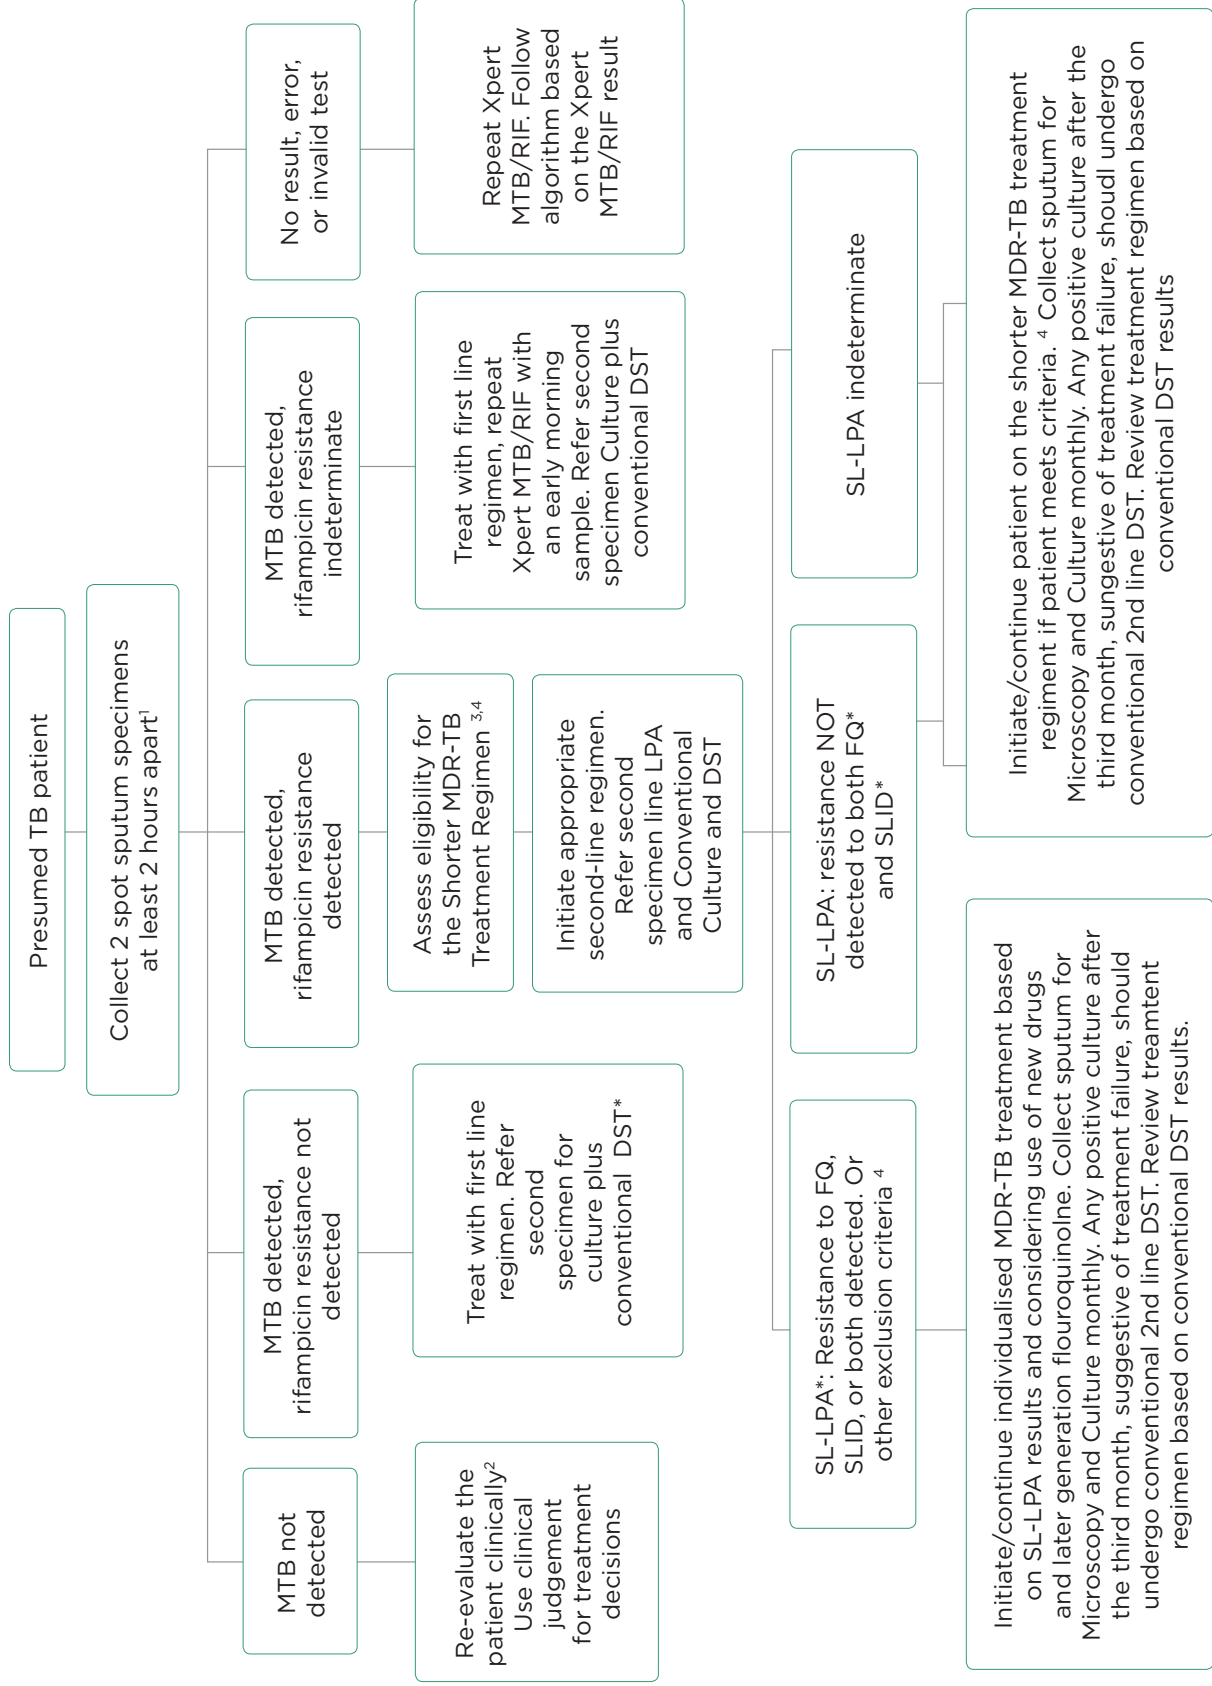 Presumed TB patient
Collect 2 spot sputum specimens
at least 2 hours apart1
MTB not
detected
Re-evaluate the
patient clinically2
Use clinical
judgement
for treatment
decisions
MTB detected,
rifampicin resistance not
detected
Treat with first line
regimen. Refer
second
specimen for
culture plus
conventional DST*
MTB detected,
rifampicin resistance
detected
Assess eligibility for
the Shorter MDR-TB
Treatment Regimen 3,4
Initiate appropriate
second-line regimen.
Refer second
specimen line LPA
and Conventional
Culture and DST
MTB detected,
rifampicin resistance
indeterminate
Treat with first line
regimen, repeat
Xpert MTB/RIF with
an early morning
sample. Refer second
specimen Culture plus
conventional DST
No result, error,
or invalid test
Repeat Xpert
MTB/RIF. Follow
algorithm based
on the Xpert
MTB/RIF result
SL-LPA*: Resistance to FQ,
SLID, or both detected. Or
other exclusion criteria 4
SL-LPA: resistance NOT
detected to both FQ*
and SLID*
SL-LPA indeterminate
Initiate/continue individualised MDR-TB treatment based
on SL-LPA results and considering use of new drugs
and later generation flouroquinolne. Collect sputum for
Microscopy and Culture monthly. Any positive culture after
the third month, suggestive of treatment failure, should
undergo conventional 2nd line DST. Review treamtent
regimen based on conventional DST results.
Initiate/continue patient on the shorter MDR-TB treatment
regiment if patient meets criteria. 4 Collect sputum for
Microscopy and Culture monthly. Any positive culture after the
third month, sungestive of treatment failure, shoudl undergo
conventional 2nd line DST. Review treatment regimen based on
conventional DST results